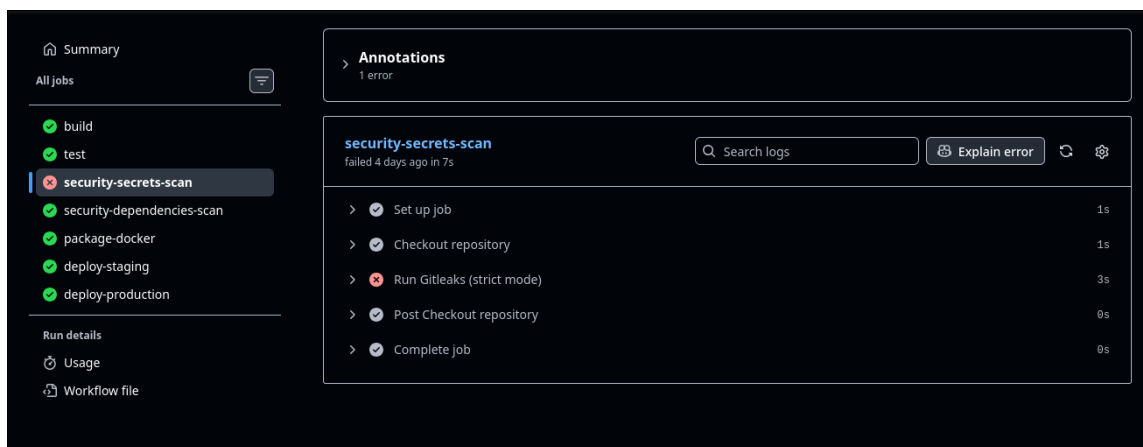 Summary
All jobs
build
test
security-secrets-scan
security-dependencies-scan
package-docker
deploy-staging
deploy-production
Run details
Usage
Workflow file
Annotations
1 error
security-secrets-scan
failed 4 days ago in 7s
Search logs
Explain error
Set up job 1s
Checkout repository 1s
Run Gitleaks (strict mode) 3s
Post Checkout repository 0s
Complete job 0s